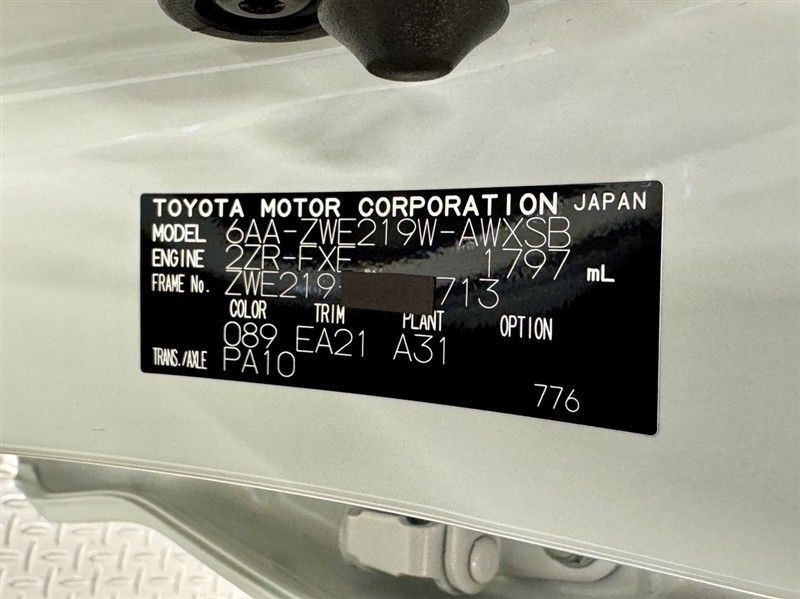 TOYOTA MOTOR CORPORATION JAPAN
MODEL 6AA-ZWE219W-AWXSB
ENGINE 2ZR-FXE 1797 mL
FRAME No. ZWE219 713
COLOR TRIM PLANT OPTION
089 EA21 A31
TRANS./AXLE PA10
776